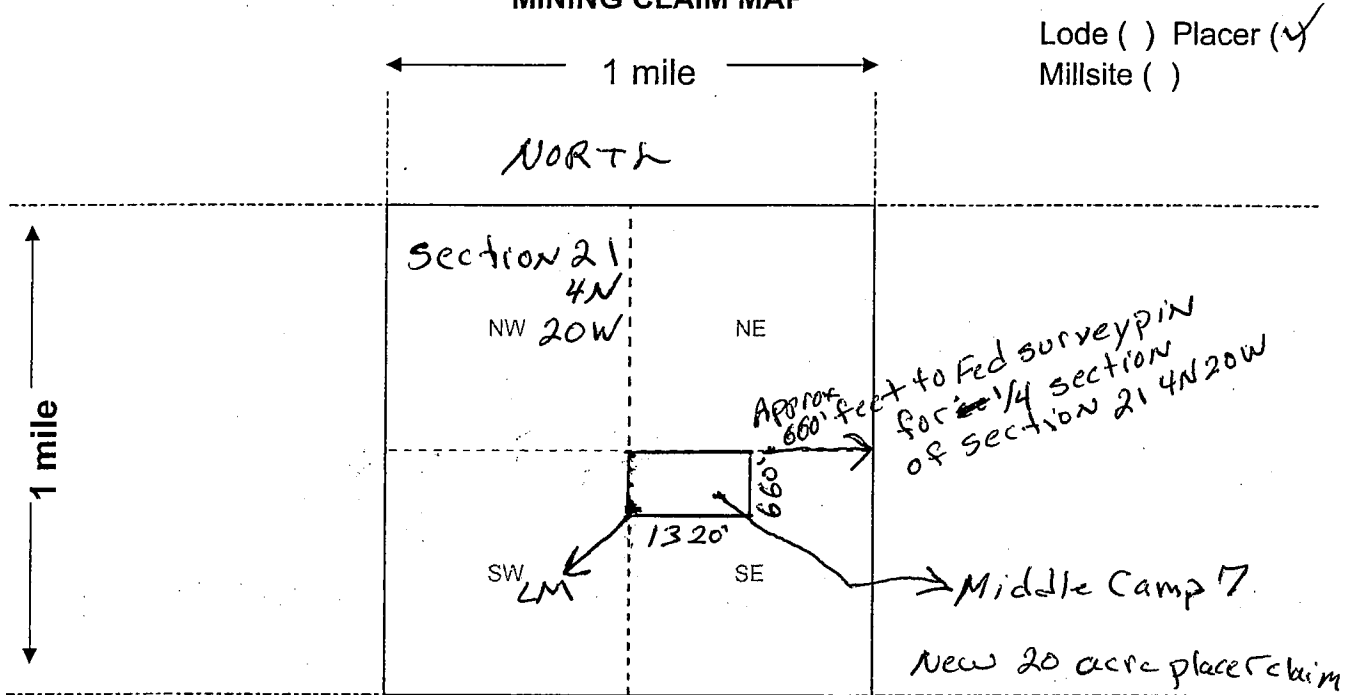 MINING CLAIM MAP
Lode ( ) Placer (✓)
Millsite ( )
1 mile
NORTH
Section 21
4N
NW 20W
NE
1 mile
Approx 660' feet to Fed survey pin
for 1/4 section
of section 21 4N 20W
660'
1320'
SW
LM
SE
Middle Camp 7
New 20 acre placer claim